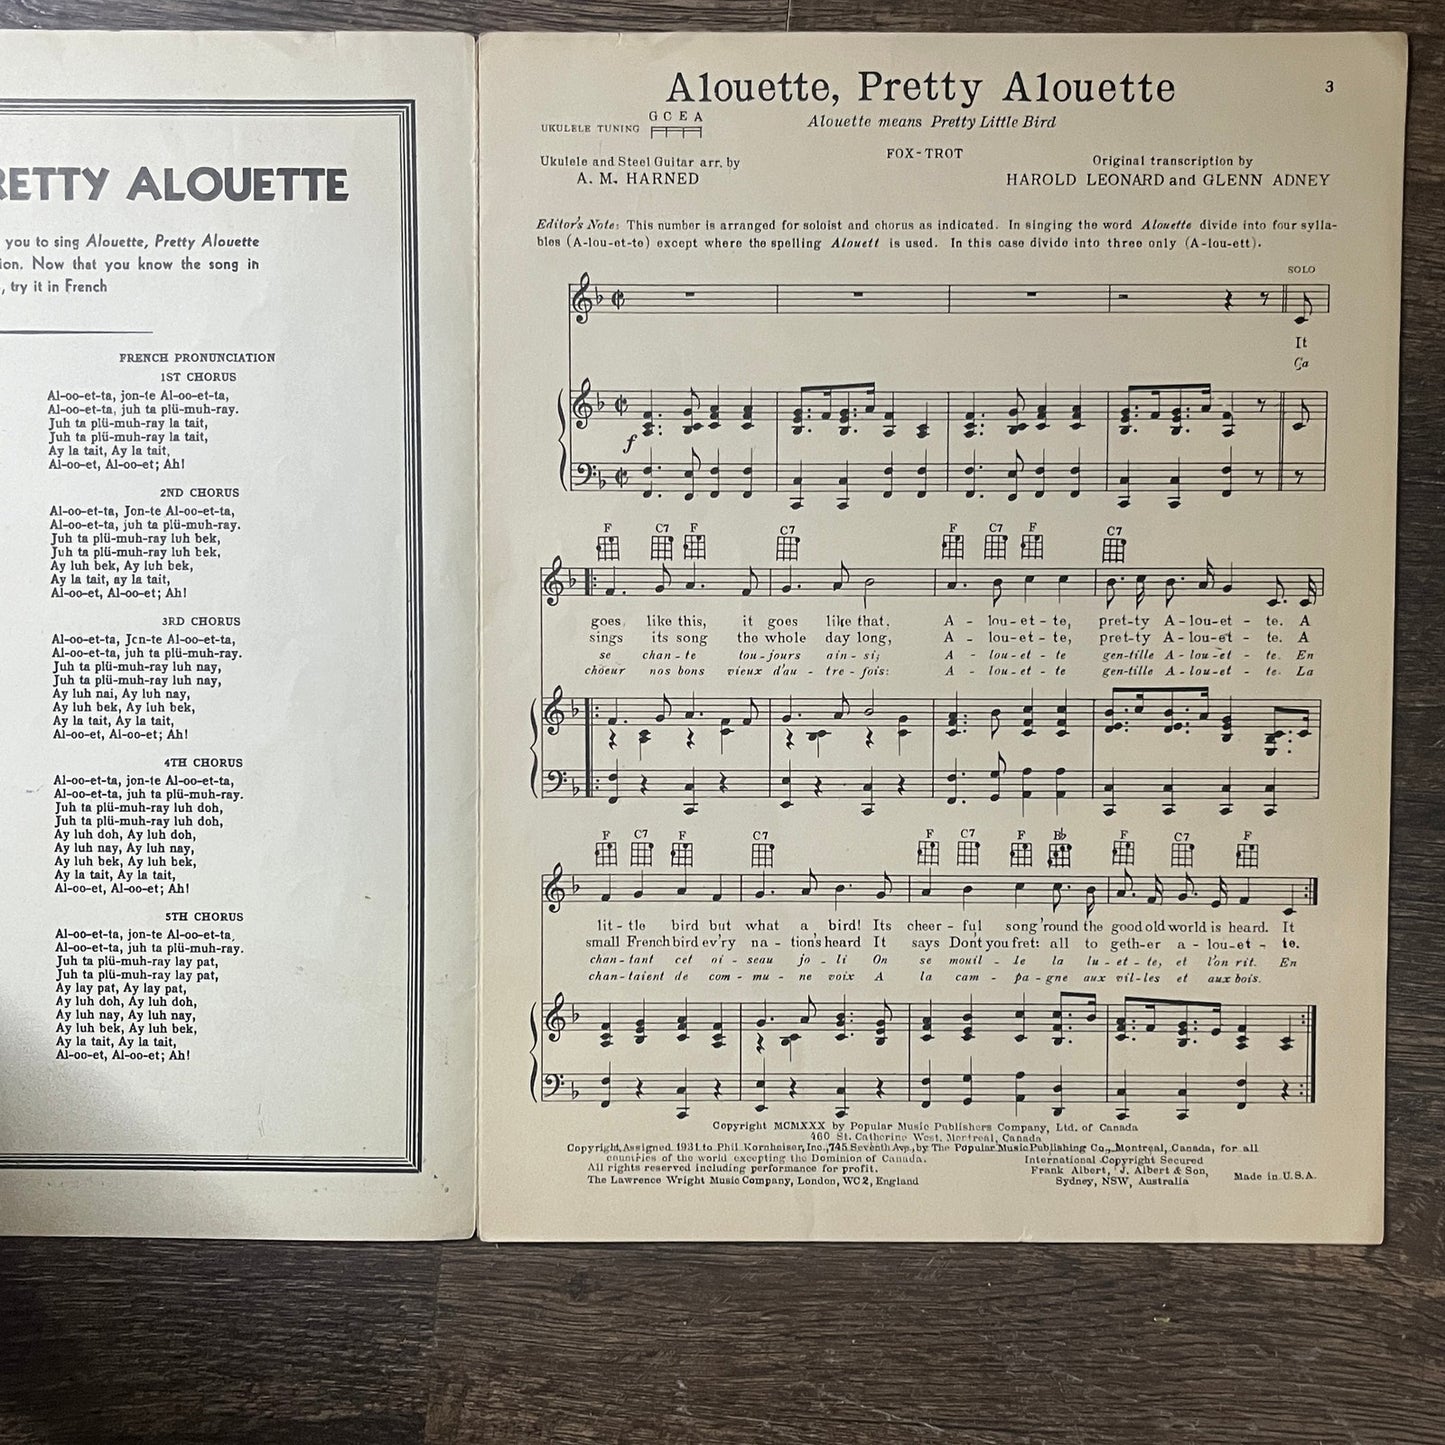 RETTY ALOUETTE
you to sing Alouette, Pretty Alouette
ion. Now that you know the song in
, try it in French
FRENCH PRONUNCIATION
1ST CHORUS
Al-oo-et-ta, jon-te Al-oo-et-ta,
Al-oo-et-ta, juh ta plü-muh-ray.
Juh ta plü-muh-ray la tait,
Juh ta plü-muh-ray la tait,
Ay la tait, Ay la tait,
Al-oo-et, Al-oo-et; Ah!
2ND CHORUS
Al-oo-et-ta, Jon-te Al-oo-et-ta,
Al-oo-et-ta, juh ta plü-muh-ray.
Juh ta plü-muh-ray luh bek,
Juh ta plü-muh-ray luh bek,
Ay luh bek, Ay luh bek,
Ay la tait, ay la tait,
Al-oo-et, Al-oo-et; Ah!
3RD CHORUS
Al-oo-et-ta, Jon-te Al-oo-et-ta,
Al-oo-et-ta, juh ta plü-muh-ray.
Juh ta plü-muh-ray luh nay,
Juh ta plü-muh-ray luh nay,
Ay luh nai, Ay luh nay,
Ay luh bek, Ay luh bek,
Ay la tait, Ay la tait,
Al-oo-et, Al-oo-et; Ah!
4TH CHORUS
Al-oo-et-ta, jon-te Al-oo-et-ta,
Al-oo-et-ta, juh ta plü-muh-ray.
Juh ta plü-muh-ray luh doh,
Juh ta plü-muh-ray luh doh,
Ay luh doh, Ay luh doh,
Ay luh nay, Ay luh nay,
Ay luh bek, Ay luh bek,
Ay la tait, Ay la tait,
Al-oo-et, Al-oo-et; Ah!
5TH CHORUS
Al-oo-et-ta, jon-te Al-oo-et-ta,
Al-oo-et-ta, juh ta plü-muh-ray.
Juh ta plü-muh-ray lay pat,
Juh ta plü-muh-ray lay pat,
Ay lay pat, Ay lay pat,
Ay luh doh, Ay luh doh,
Ay luh nay, Ay luh nay,
Ay luh bek, Ay luh bek,
Ay la tait, Ay la tait,
Al-oo-et, Al-oo-et; Ah!
3
Alouette, Pretty Alouette
Alouette means Pretty Little Bird
UKULELE TUNING G C E A
FOX-TROT
Ukulele and Steel Guitar arr. by
A. M. HARNED
Original transcription by
HAROLD LEONARD and GLENN ADNEY
Editor's Note: This number is arranged for soloist and chorus as indicated. In singing the word Alouette divide into four sylla-
bles (A-lou-et-te) except where the spelling Alouett is used. In this case divide into three only (A-lou-ett).
SOLO
It
Ça
f
F C7 F C7 F C7 F C7
goes like this, it goes like that, A - lou-et - te, pret-ty A-lou-et - te. A
sings its song the whole day long, A - lou-et - te, pret-ty A-lou-et - te. A
se chan-te tou-jours ain-si; A - lou-et - te gen-tille A-lou-et - te. En
choeur nos bons vieux d'au - tre-fois: A - lou-et - te gen-tille A-lou-et - te. La
F C7 F C7 F C7 F B♭ F C7 F
lit-tle bird but what a bird! Its cheer-ful song 'round the good old world is heard. It
small French bird ev'ry na-tion's heard It says Don't you fret: all to geth-er a-lou-et-te.
chan-tant cet oi-seau jo-li On se mouil-le la lu-et-te, et l'on rit. En
chan-taient de com-mu-ne voix A la cam-pa-gne aux vil-les et aux bois.
Copyright MCMXXX by Popular Music Publishers Company, Ltd. of Canada
460 St. Catherine West. Montreal, Canada
Copyright Assigned 1931 to Phil Kornheiser, Inc., 745 Seventh Ave., by The Popular Music Publishing Co., Montreal, Canada, for all
countries of the world excepting the Dominion of Canada.
All rights reserved including performance for profit.
The Lawrence Wright Music Company, London, WC2, England
International Copyright Secured
Frank Albert, J. Albert & Son,
Sydney, NSW, Australia
Made in U.S.A.